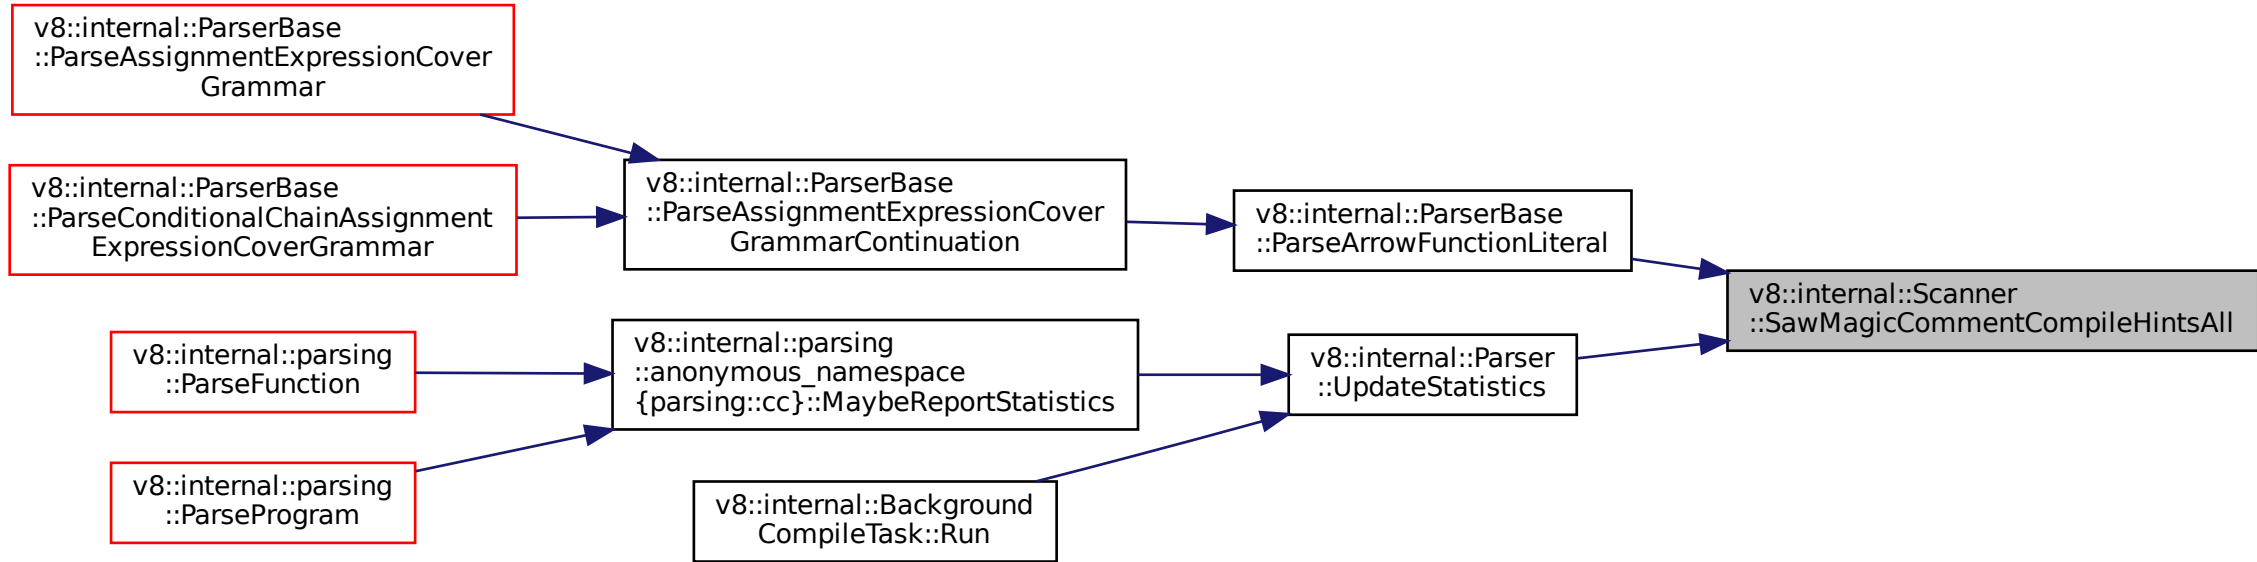 v8::internal::ParserBase
::ParseAssignmentExpressionCover
Grammar
v8::internal::ParserBase
::ParseConditionalChainAssignment
ExpressionCoverGrammar
v8::internal::parsing
::ParseFunction
v8::internal::parsing
::ParseProgram
v8::internal::ParserBase
::ParseAssignmentExpressionCover
GrammarContinuation
v8::internal::parsing
::anonymous_namespace
{parsing::cc}::MaybeReportStatistics
v8::internal::Background
CompileTask::Run
v8::internal::ParserBase
::ParseArrowFunctionLiteral
v8::internal::Parser
::UpdateStatistics
v8::internal::Scanner
::SawMagicCommentCompileHintsAll